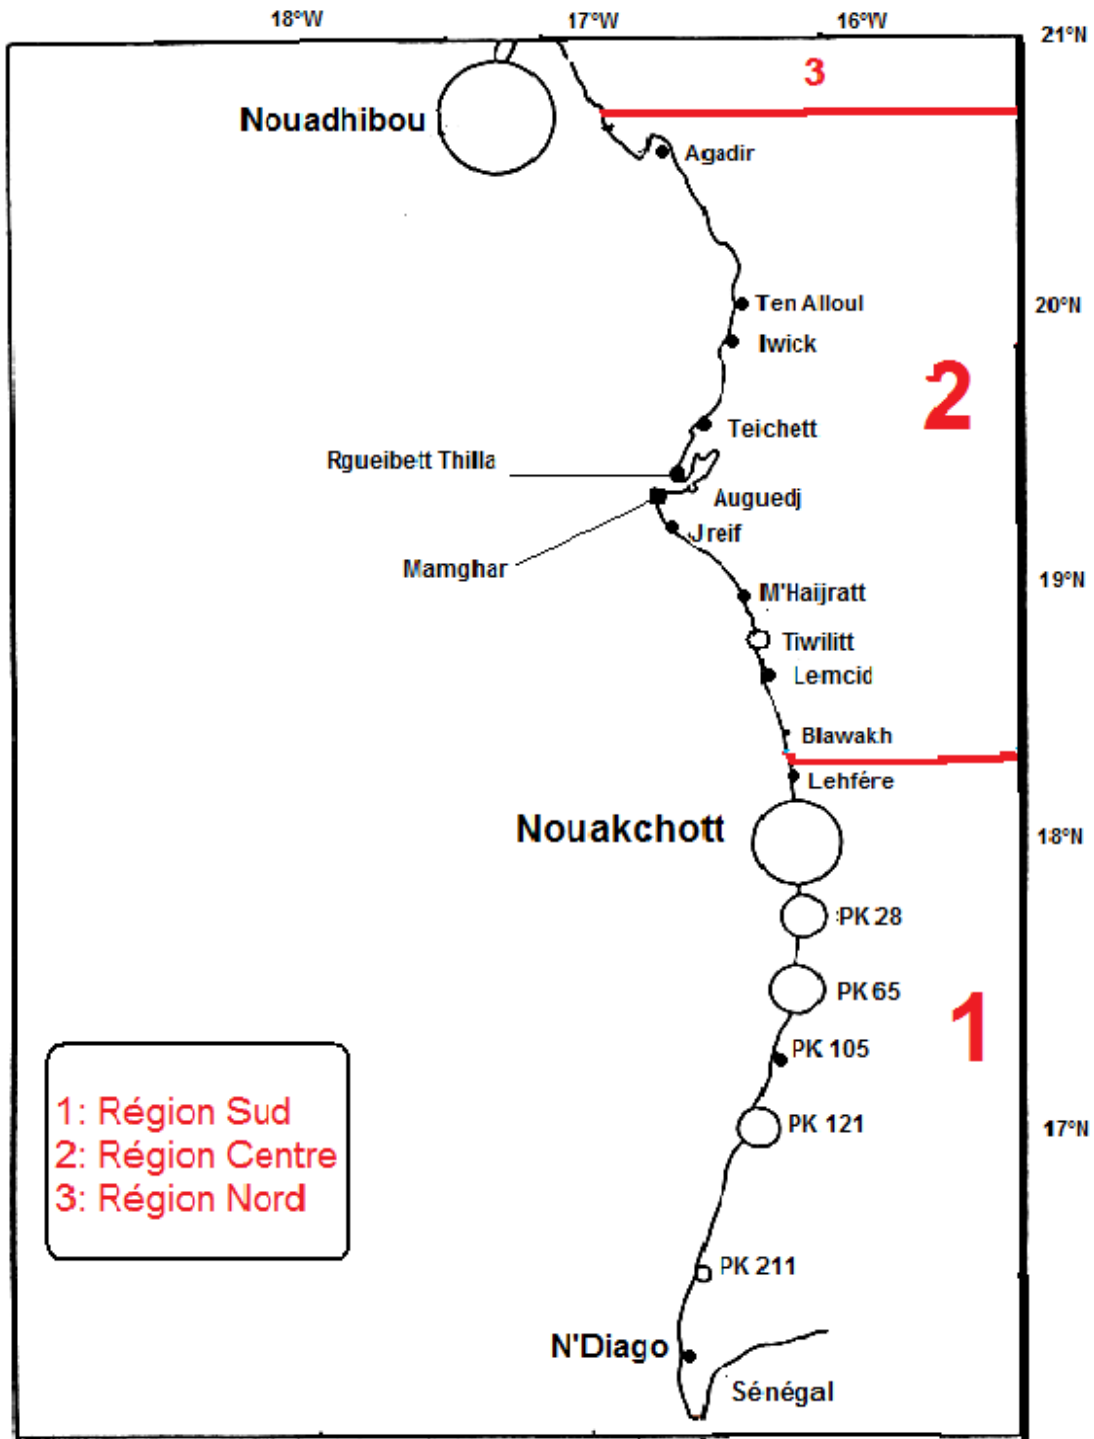 18°W 17°W 16°W
21°N
3
Nouadhibou
Agadir
Ten Alloul
20°N
Iwick
2
Teichett
Rgueibett Thilla
Auguedj
Jreif
Mamghar
19°N
M'Haijratt
Tiwilitt
Lemcid
Blawakh
Lehfére
Nouakchott
18°N
PK 28
PK 65
1
PK 105
1: Région Sud
PK 121
17°N
2: Région Centre
3: Région Nord
PK 211
N'Diago
Sénégal